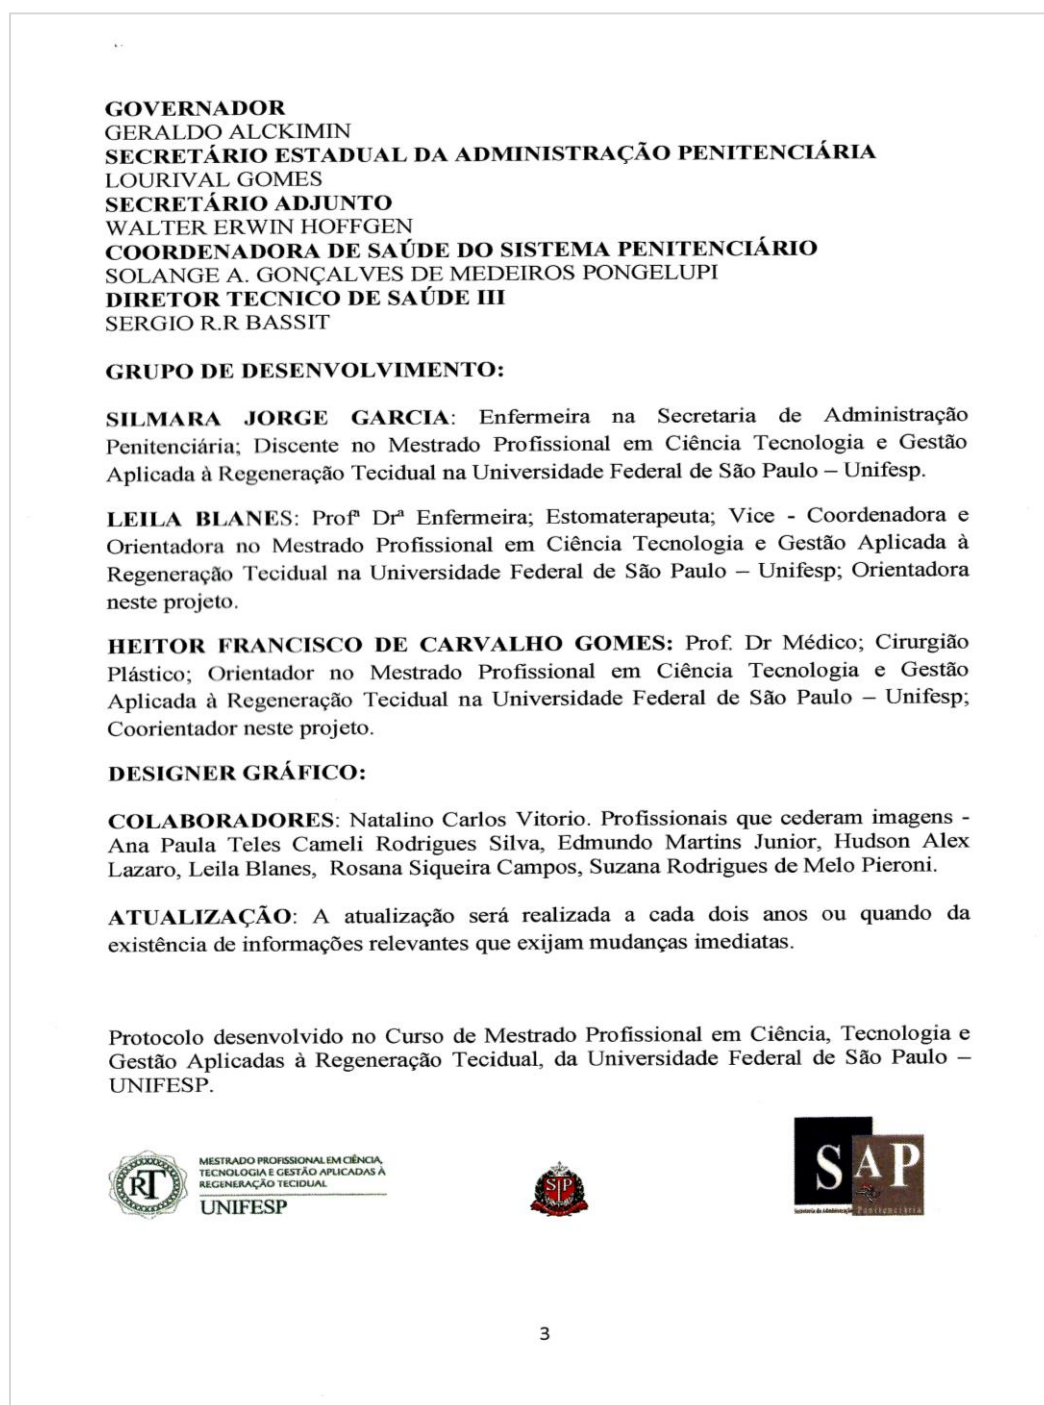 GOVERNADOR
GERALDO ALCKIMIN
SECRETÁRIO ESTADUAL DA ADMINISTRAÇÃO PENITENCIÁRIA
LOURIVAL GOMES
SECRETÁRIO ADJUNTO
WALTER ERWIN HOFFGEN
COORDENADORA DE SAÚDE DO SISTEMA PENITENCIÁRIO
SOLANGE A. GONÇALVES DE MEDEIROS PONGELUPI
DIRETOR TECNICO DE SAÚDE III
SERGIO R.R BASSIT
GRUPO DE DESENVOLVIMENTO:
SILMARA JORGE GARCIA: Enfermeira na Secretaria de Administração
Penitenciária; Discente no Mestrado Profissional em Ciência Tecnologia e Gestão
Aplicada à Regeneração Tecidual na Universidade Federal de São Paulo – Unifesp.
LEILA BLANES: Profª Drª Enfermeira; Estomaterapeuta; Vice - Coordenadora e
Orientadora no Mestrado Profissional em Ciência Tecnologia e Gestão Aplicada à
Regeneração Tecidual na Universidade Federal de São Paulo – Unifesp; Orientadora
neste projeto.
HEITOR FRANCISCO DE CARVALHO GOMES: Prof. Dr Médico; Cirurgião
Plástico; Orientador no Mestrado Profissional em Ciência Tecnologia e Gestão
Aplicada à Regeneração Tecidual na Universidade Federal de São Paulo – Unifesp;
Coorientador neste projeto.
DESIGNER GRÁFICO:
COLABORADORES: Natalino Carlos Vitorio. Profissionais que cederam imagens -
Ana Paula Teles Cameli Rodrigues Silva, Edmundo Martins Junior, Hudson Alex
Lazaro, Leila Blanes, Rosana Siqueira Campos, Suzana Rodrigues de Melo Pieroni.
ATUALIZAÇÃO: A atualização será realizada a cada dois anos ou quando da
existência de informações relevantes que exijam mudanças imediatas.
Protocolo desenvolvido no Curso de Mestrado Profissional em Ciência, Tecnologia e
Gestão Aplicadas à Regeneração Tecidual, da Universidade Federal de São Paulo –
UNIFESP.
RT
MESTRADO PROFISSIONAL EM CIÊNCIA,
TECNOLOGIA E GESTÃO APLICADAS À
REGENERAÇÃO TECIDUAL
UNIFESP
SP
SAP
Secretaria da Administração Penitenciária
3